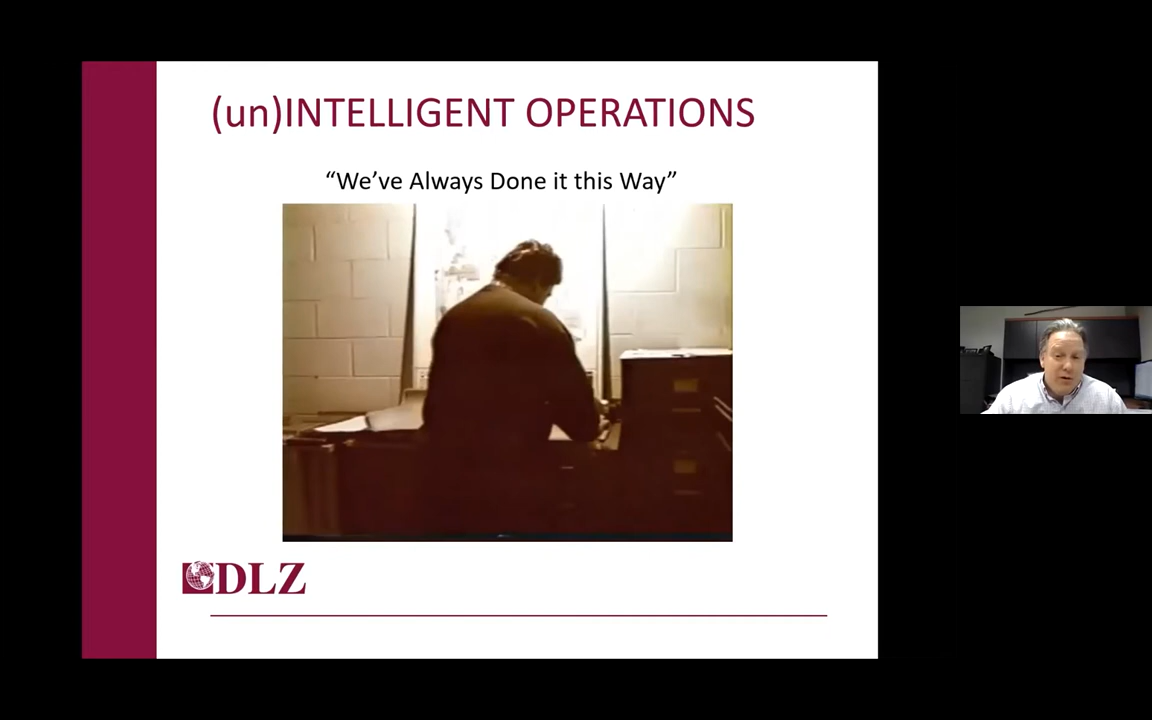 (un)INTELLIGENT OPERATIONS
“We’ve Always Done it this Way”
DLZ